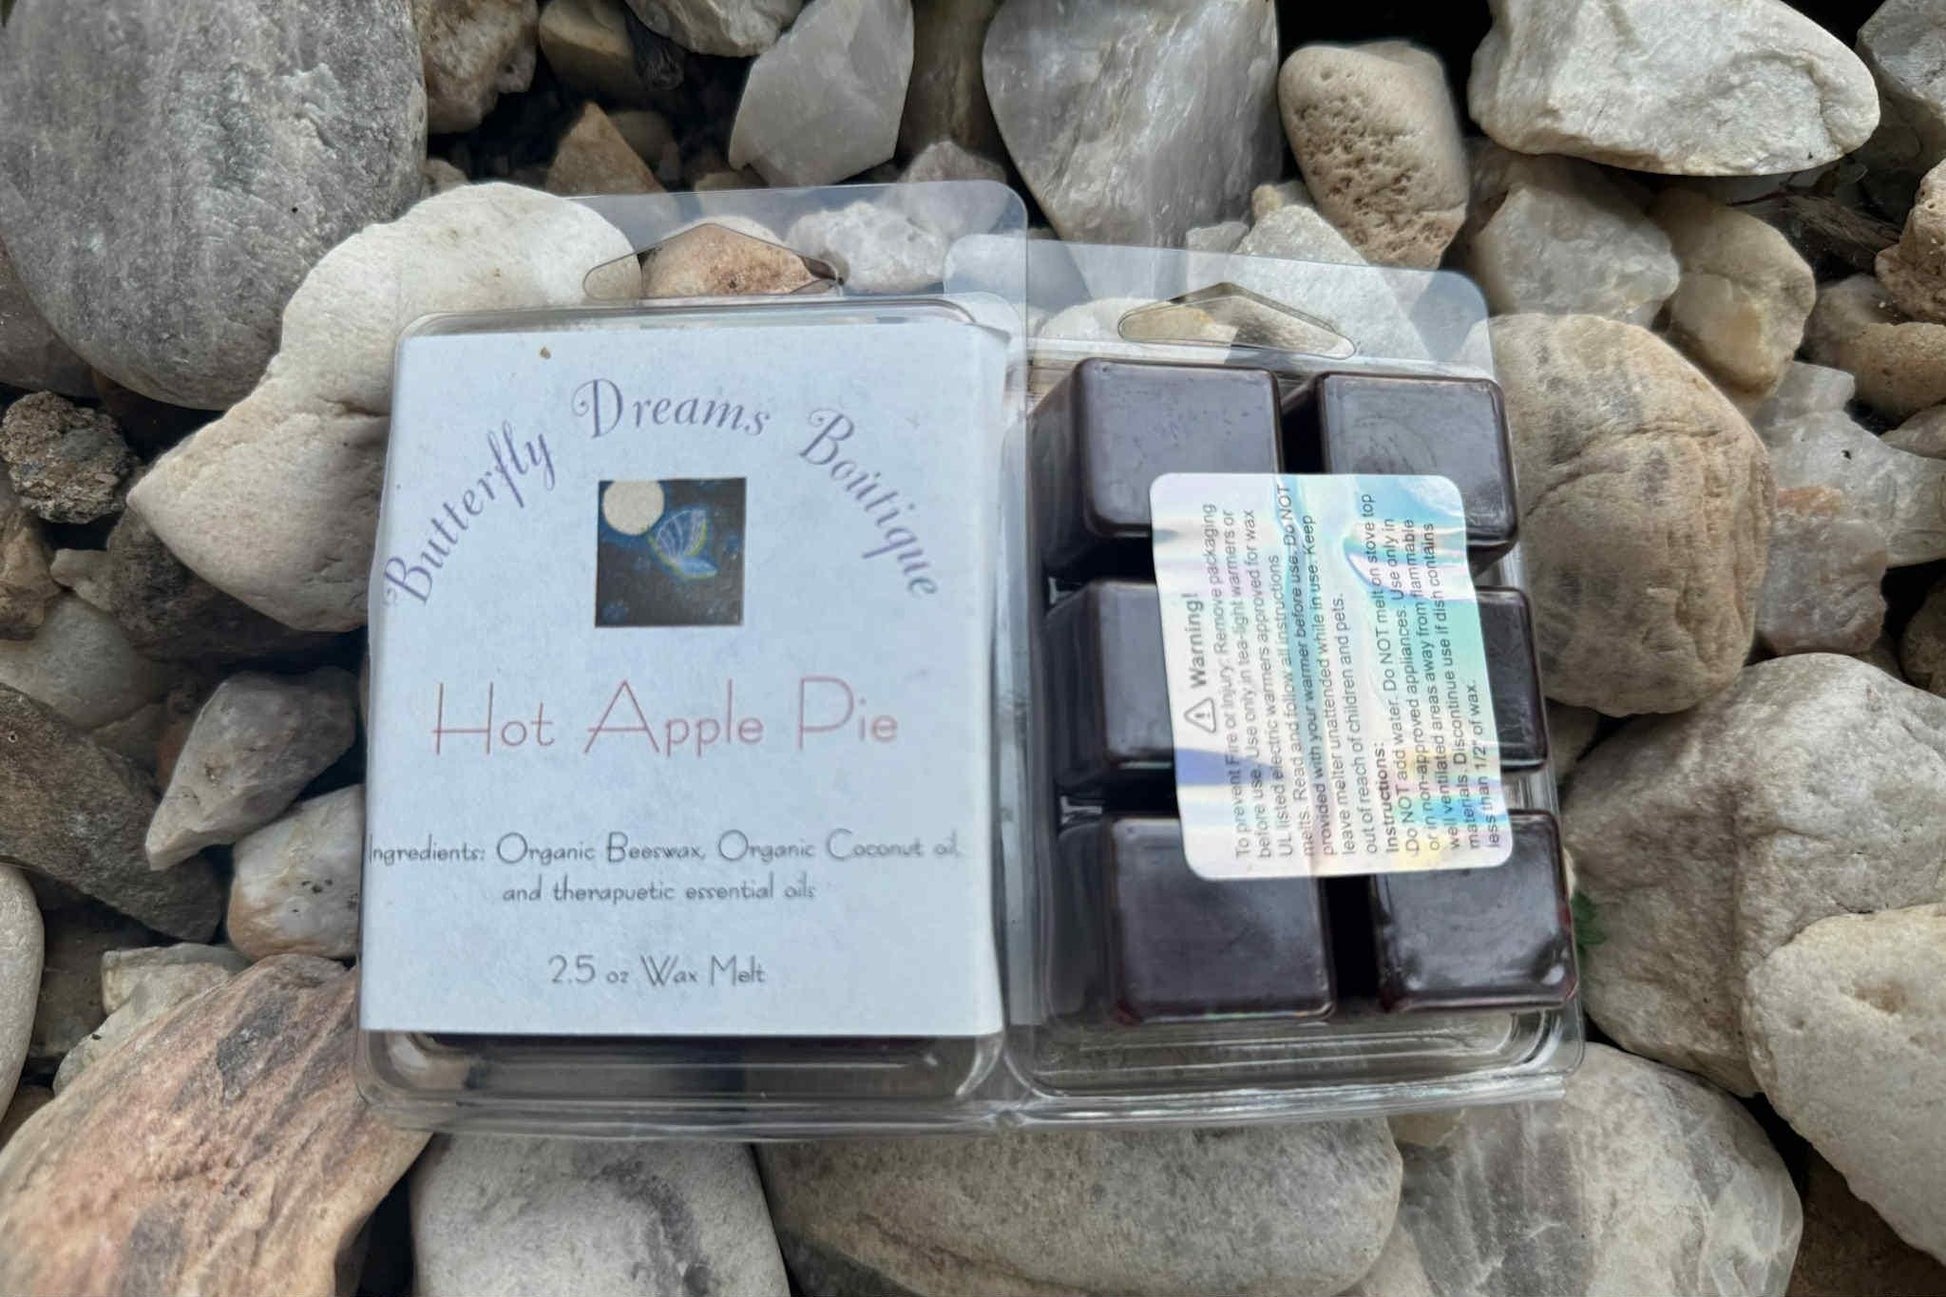 Butterfly Dreams Boutique
Hot Apple Pie
Ingredients: Organic Beeswax, Organic Coconut oil,
and therapuetic essential oils
2.5 oz Wax Melt
⚠ Warning!
To prevent Fire or Injury: Remove packaging
before use. Use only in tea-light warmers or
UL listed electric warmers approved for wax
melts. Read and follow all instructions
provided with your warmer before use. Do NOT
leave melter unattended while in use. Keep
out of reach of children and pets.
Instructions:
Do NOT add water. Do NOT melt on stove top
or in non-approved appliances. Use only in
well ventilated areas away from flammable
materials. Discontinue use if dish contains
less than 1/2" of wax.